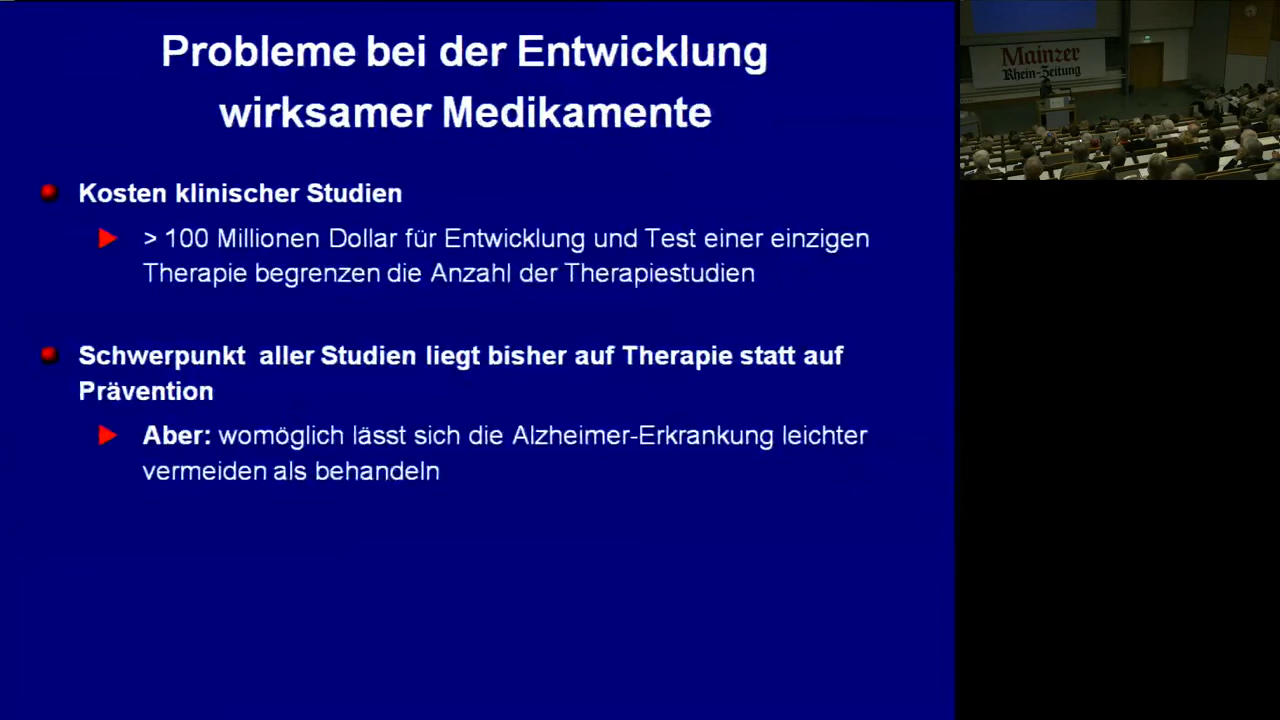 Probleme bei der Entwicklung
wirksamer Medikamente
Kosten klinischer Studien
> 100 Millionen Dollar für Entwicklung und Test einer einzigen
Therapie begrenzen die Anzahl der Therapiestudien
Schwerpunkt aller Studien liegt bisher auf Therapie statt auf
Prävention
Aber: womöglich lässt sich die Alzheimer-Erkrankung leichter
vermeiden als behandeln
Mainzer
Rhein-Zeitung